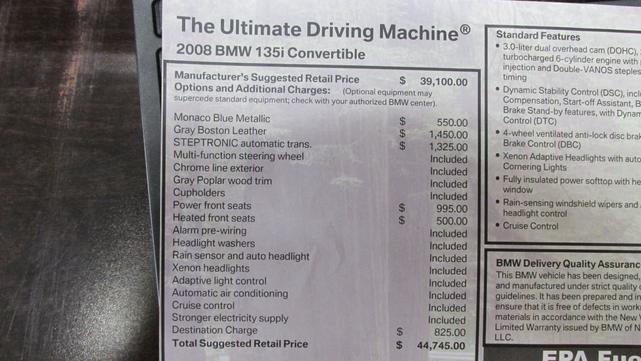 The Ultimate Driving Machine®
2008 BMW 135i Convertible
Manufacturer's Suggested Retail Price $ 39,100.00
Options and Additional Charges: (Optional equipment may
supercede standard equipment; check with your authorized BMW center).
Monaco Blue Metallic $ 550.00
Gray Boston Leather $ 1,450.00
STEPTRONIC automatic trans. $ 1,325.00
Multi-function steering wheel Included
Chrome line exterior Included
Gray Poplar wood trim Included
Cupholders Included
Power front seats $ 995.00
Heated front seats $ 500.00
Alarm pre-wiring Included
Headlight washers Included
Rain sensor and auto headlight Included
Xenon headlights Included
Adaptive light control Included
Automatic air conditioning Included
Cruise control Included
Stronger electricity supply Included
Destination Charge $ 825.00
Total Suggested Retail Price $ 44,745.00
Standard Features
• 3.0-liter dual overhead cam (DOHC),
turbocharged 6-cylinder engine with
injection and Double-VANOS
timing
• Dynamic Stability Control (DSC),
Compensation, Start-off Assistant,
Brake Stand-by features, with
Control (DTC)
• 4-wheel ventilated anti-lock disc
Brake Control (DBC)
• Xenon Adaptive Headlights with
Cornering Lights
• Fully insulated power softtop with
window
• Rain-sensing windshield wipers and
headlight control
• Cruise Control
BMW Delivery Quality
This BMW vehicle has been designed,
and manufactured under strict quality
guidelines. It has been prepared and
ensure that it is free of defects in
materials in accordance with the New
Limited Warranty issued by BMW of
LLC.
EPA